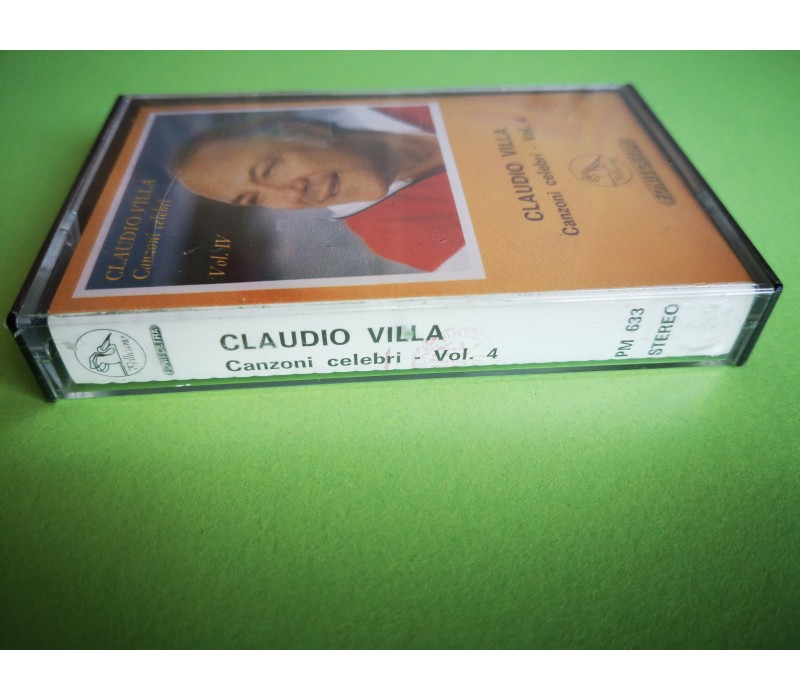 CLAUDIO VILLA
Canzoni celebri
Vol. IV
CLAUDIO VILLA
Canzoni celebri - Vol. 4
CLAUDIO VILLA
Canzoni celebri - Vol. 4
PM 633
STEREO